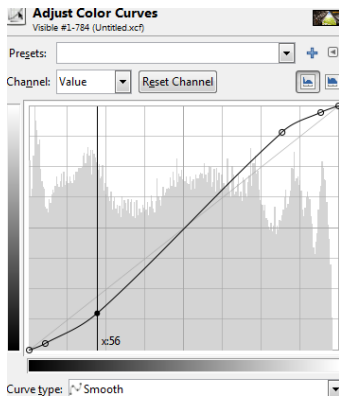 Adjust Color Curves
Visible #1-784 (Untitled.xcf)
Presets:
Channel: Value Reset Channel
x:56
Curve type: Smooth